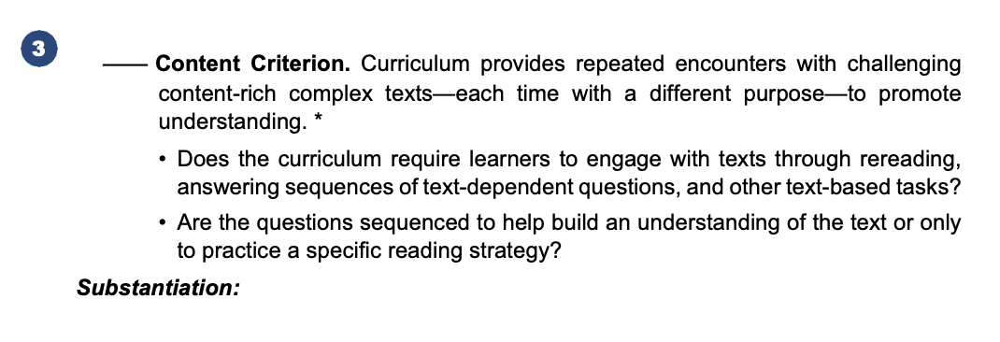 3
____ Content Criterion. Curriculum provides repeated encounters with challenging
content-rich complex texts—each time with a different purpose—to promote
understanding. *
• Does the curriculum require learners to engage with texts through rereading,
answering sequences of text-dependent questions, and other text-based tasks?
• Are the questions sequenced to help build an understanding of the text or only
to practice a specific reading strategy?
Substantiation: